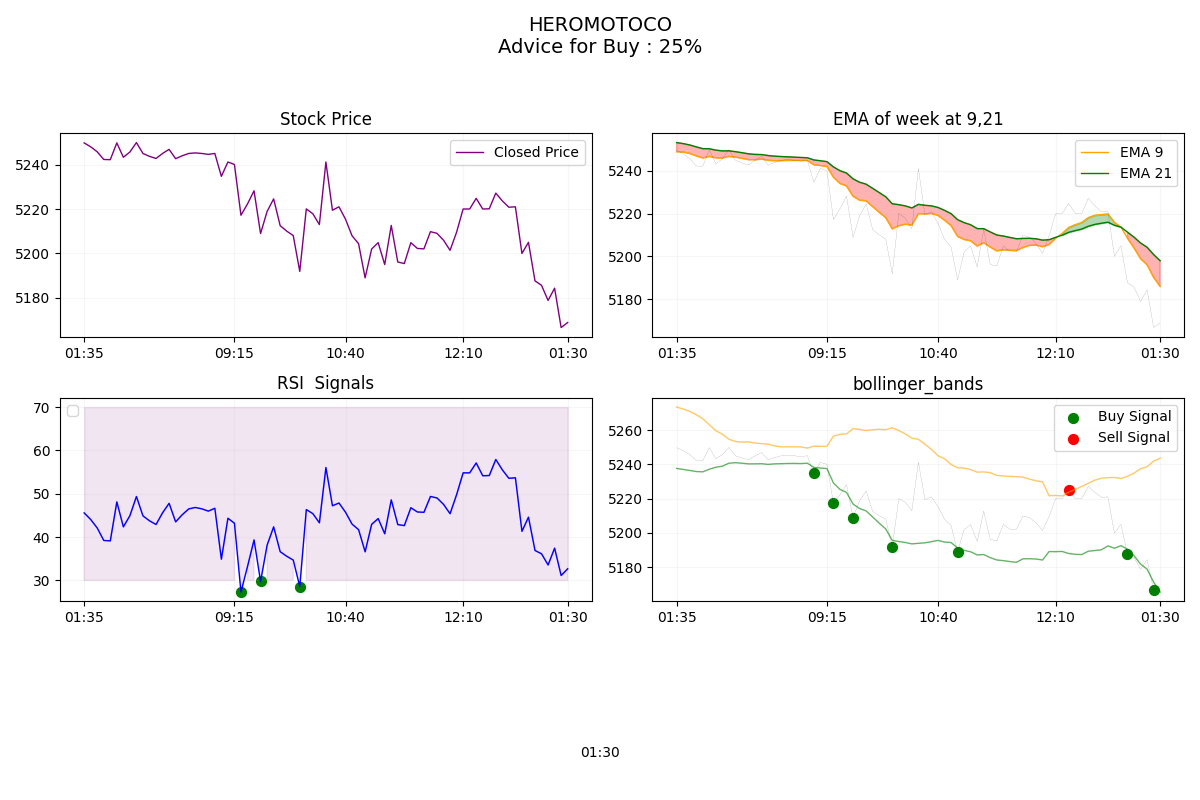 HEROMOTOCO
Advice for Buy : 25%
Stock Price
Closed Price
5240
5220
5200
5180
01:35 09:15 10:40 12:10 01:30
EMA of week at 9,21
EMA 9
EMA 21
5240
5220
5200
5180
01:35 09:15 10:40 12:10 01:30
RSI  Signals
70
60
50
40
30
01:35 09:15 10:40 12:10 01:30
bollinger_bands
Buy Signal
Sell Signal
5260
5240
5220
5200
5180
01:35 09:15 10:40 12:10 01:30
01:30